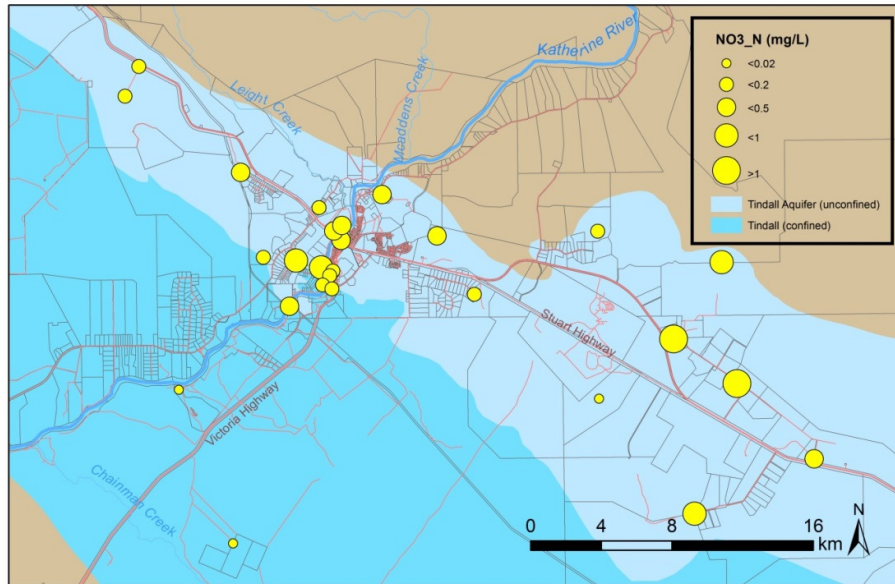 NO3_N (mg/L)
<0.02
<0.2
<0.5
<1
>1
Tindall Aquifer (unconfined)
Tindall (confined)
Katherine River
Mcaddens Creek
Leight Creek
Stuart Highway
Victoria Highway
Chainman Creek
N
0 4 8 16
km